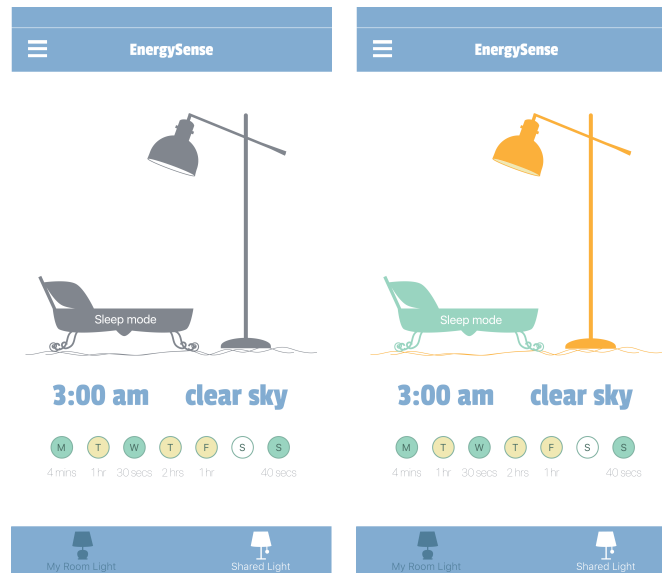 EnergySense
Sleep mode
3:00 am clear sky
M T W T F S S
4 mins 1 hr 30 secs 2 hrs 1 hr 40 secs
My Room Light Shared Light
EnergySense
Sleep mode
3:00 am clear sky
M T W T F S S
4 mins 1 hr 30 secs 2 hrs 1 hr 40 secs
My Room Light Shared Light